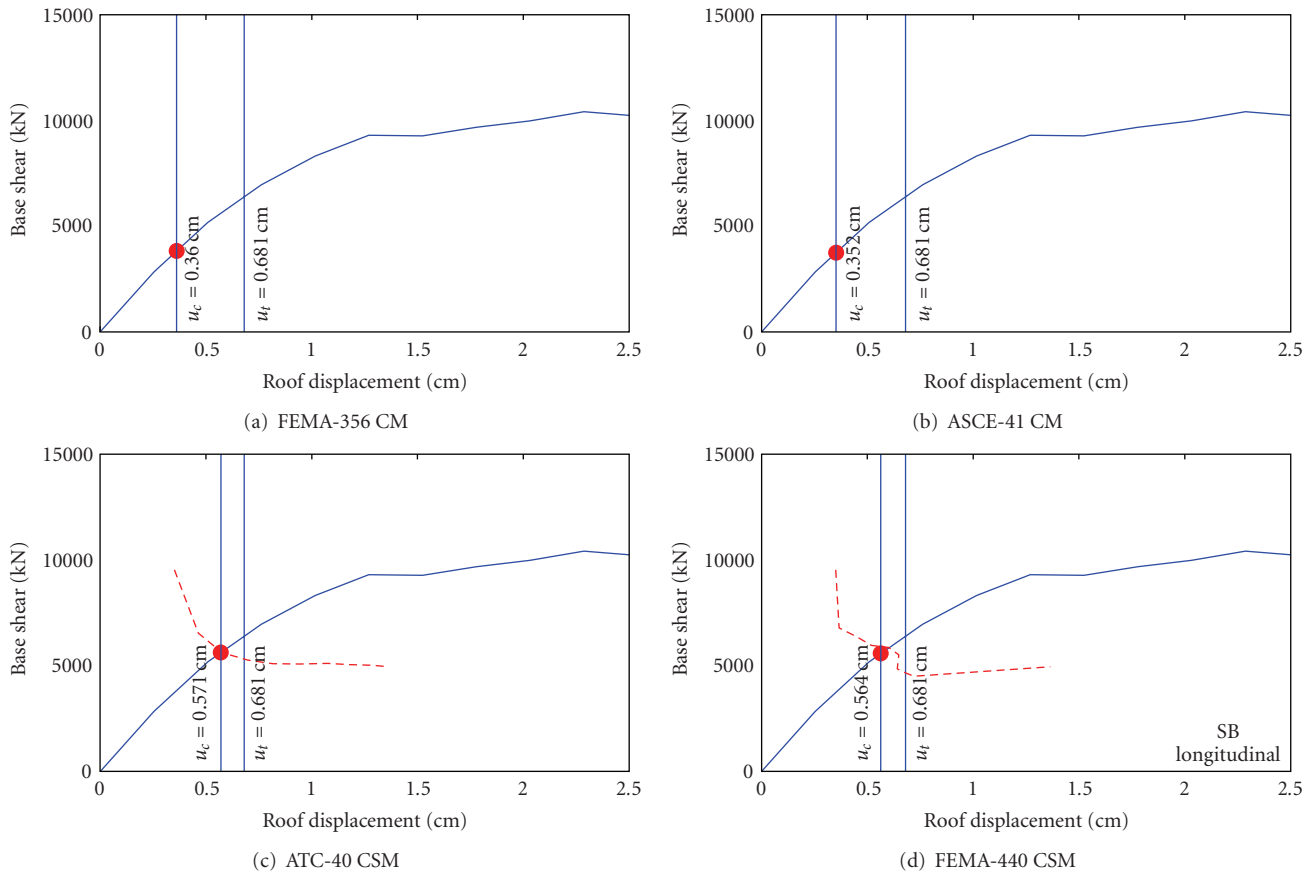 15000
10000
5000
0
Base shear (kN)
u_c = 0.36 cm
u_t = 0.681 cm
0 0.5 1 1.5 2 2.5
Roof displacement (cm)
(a) FEMA-356 CM
15000
10000
5000
0
Base shear (kN)
u_c = 0.352 cm
u_t = 0.681 cm
0 0.5 1 1.5 2 2.5
Roof displacement (cm)
(b) ASCE-41 CM
15000
10000
5000
0
Base shear (kN)
u_c = 0.571 cm
u_t = 0.681 cm
0 0.5 1 1.5 2 2.5
Roof displacement (cm)
(c) ATC-40 CSM
15000
10000
5000
0
Base shear (kN)
u_c = 0.564 cm
u_t = 0.681 cm
SB
longitudinal
0 0.5 1 1.5 2 2.5
Roof displacement (cm)
(d) FEMA-440 CSM